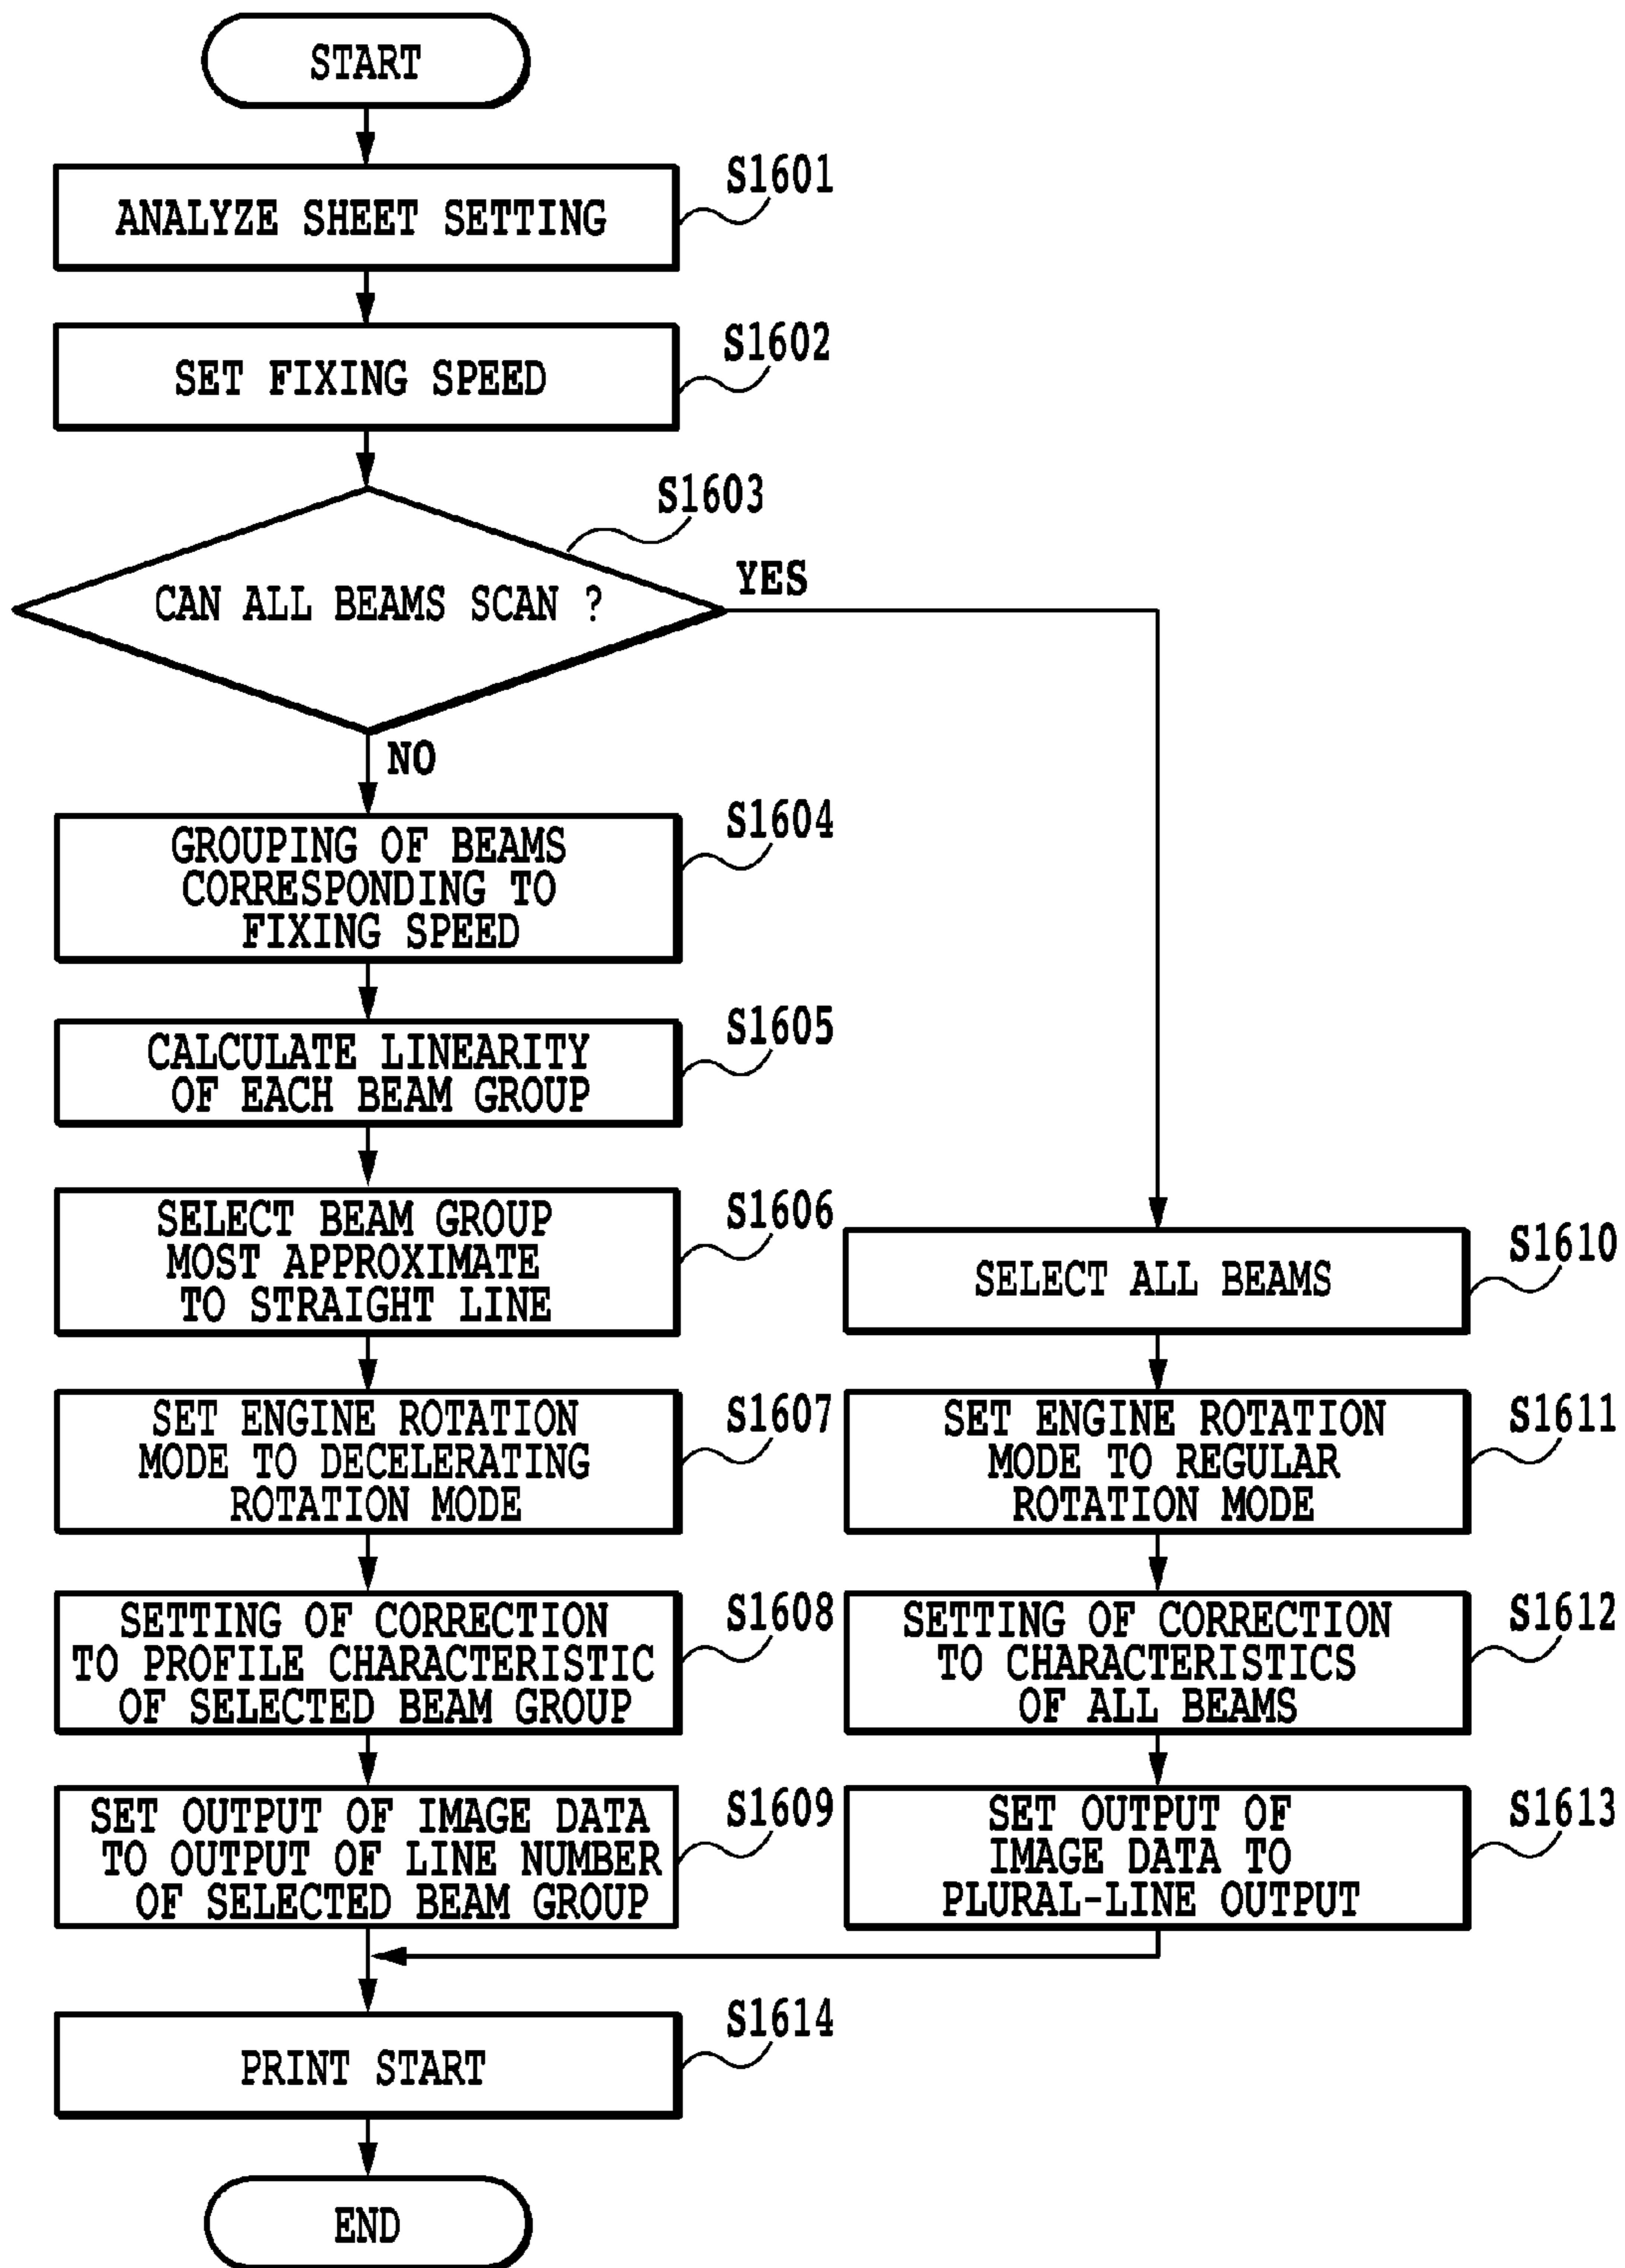 START
ANALYZE SHEET SETTING
S1601
SET FIXING SPEED
S1602
CAN ALL BEAMS SCAN ?
S1603
YES
NO
GROUPING OF BEAMS
CORRESPONDING TO
FIXING SPEED
S1604
CALCULATE LINEARITY
OF EACH BEAM GROUP
S1605
SELECT BEAM GROUP
MOST APPROXIMATE
TO STRAIGHT LINE
S1606
SET ENGINE ROTATION
MODE TO DECELERATING
ROTATION MODE
S1607
SETTING OF CORRECTION
TO PROFILE CHARACTERISTIC
OF SELECTED BEAM GROUP
S1608
SET OUTPUT OF IMAGE DATA
TO OUTPUT OF LINE NUMBER
OF SELECTED BEAM GROUP
S1609
SELECT ALL BEAMS
S1610
SET ENGINE ROTATION
MODE TO REGULAR
ROTATION MODE
S1611
SETTING OF CORRECTION
TO CHARACTERISTICS
OF ALL BEAMS
S1612
SET OUTPUT OF
IMAGE DATA TO
PLURAL-LINE OUTPUT
S1613
PRINT START
S1614
END